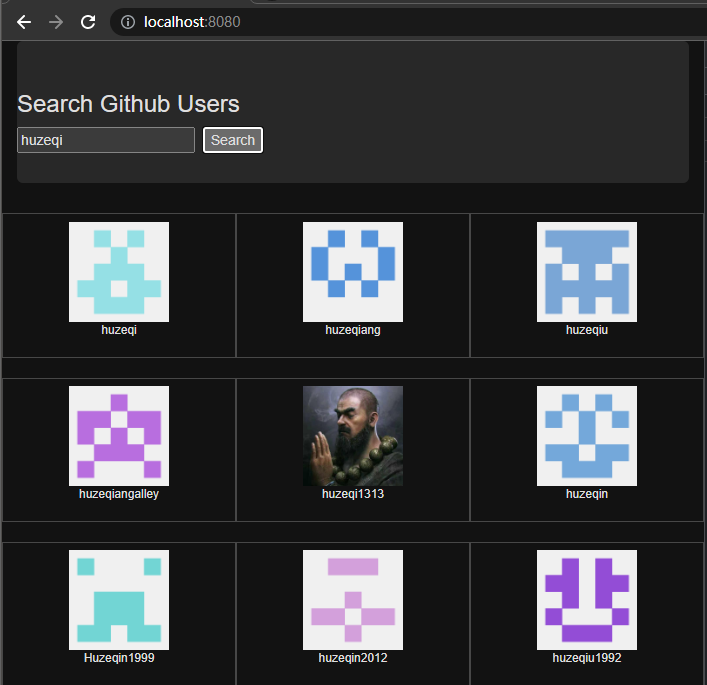 localhost:8080
Search Github Users
huzeqi Search
huzeqi huzeqiang huzeqiu
huzeqiangalley huzeqi1313 huzeqin
Huzeqin1999 huzeqin2012 huzeqiu1992